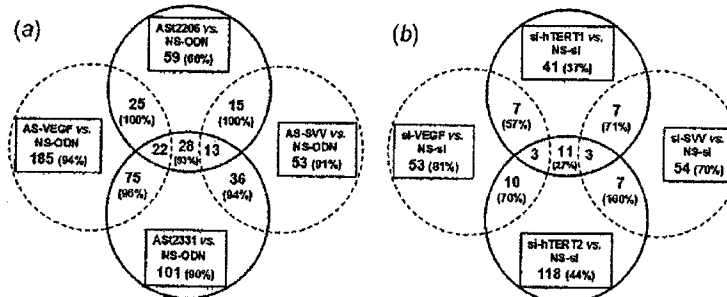 (a)
ASt2206 vs.
NS-ODN
59 (66%)
25
(100%)
15
(100%)
AS-VEGF vs.
NS-ODN
185 (94%)
AS-SVV vs.
NS-ODN
53 (91%)
22
28
(93%)
13
75
(96%)
36
(94%)
ASt2331 vs.
NS-ODN
101 (90%)
(b)
si-hTERT1 vs.
NS-si
41 (37%)
7
(57%)
7
(71%)
si-VEGF vs.
NS-si
53 (81%)
si-SVV vs.
NS-si
54 (70%)
3
11
(27%)
3
10
(70%)
7
(100%)
si-hTERT2 vs.
NS-si
118 (44%)